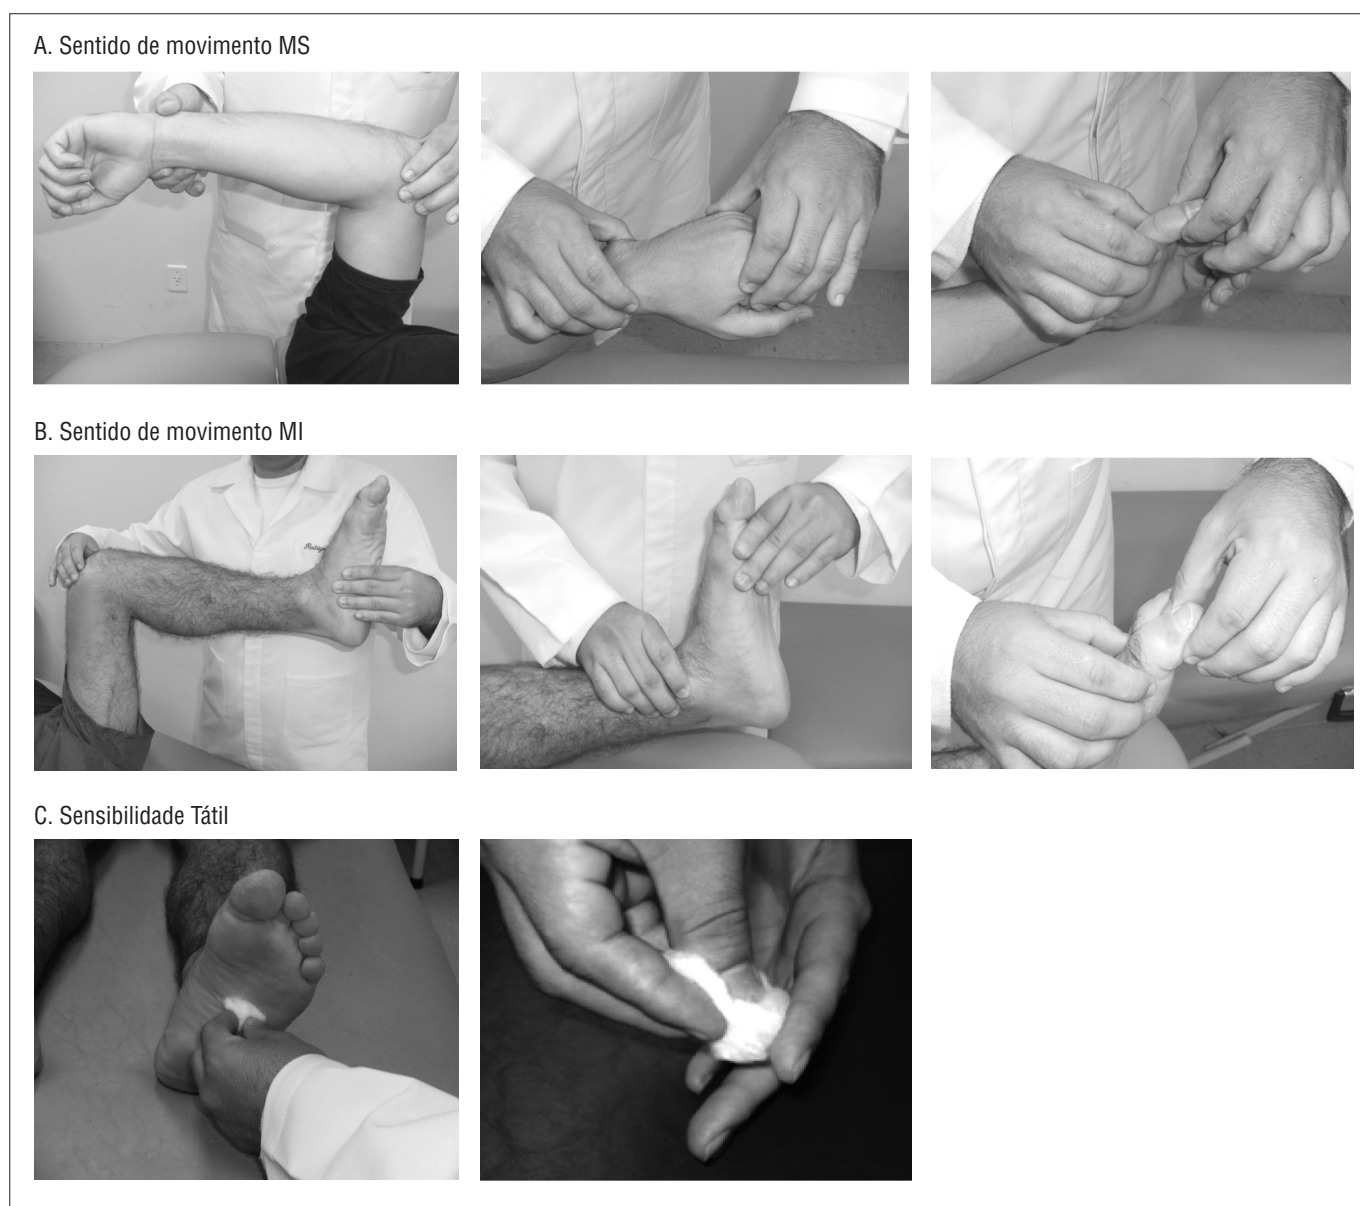 A. Sentido de movimento MS
B. Sentido de movimento MI
C. Sensibilidade Tátil